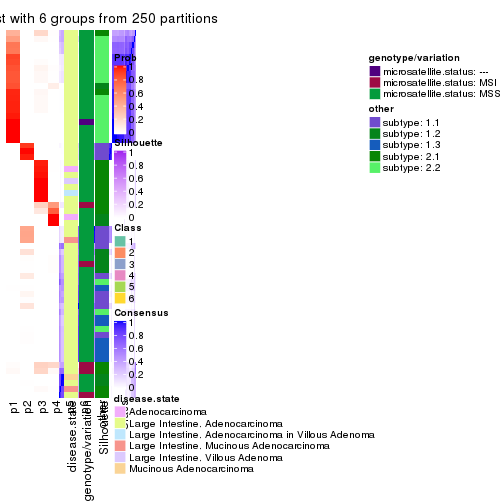 st with 6 groups from 250 partitions
Prob
1
0.8
0.6
0.4
0.2
0
Silhouette
1
0.8
0.6
0.4
0.2
0
Class
1
2
3
4
5
6
Consensus
1
0.8
0.6
0.4
0.2
0
disease.state
Adenocarcinoma
Large Intestine. Adenocarcinoma
Large Intestine. Adenocarcinoma in Villous Adenoma
Large Intestine. Mucinous Adenocarcinoma
Large Intestine. Villous Adenoma
Mucinous Adenocarcinoma
genotype/variation
microsatellite.status: ---
microsatellite.status: MSI
microsatellite.status: MSS
other
subtype: 1.1
subtype: 1.2
subtype: 1.3
subtype: 2.1
subtype: 2.2
p1
p2
p3
p4
p5
disease.state
genotype/variation
Silhouette